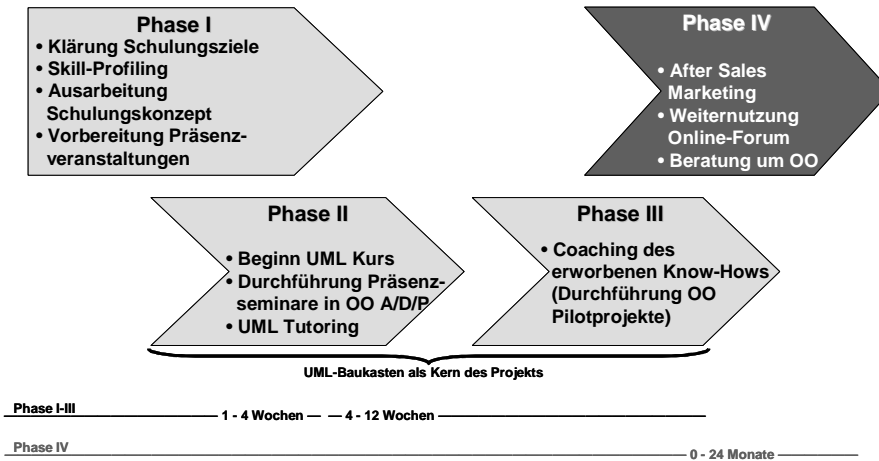 Phase I
• Klärung Schulungsziele
• Skill-Profiling
• Ausarbeitung
Schulungskonzept
• Vorbereitung Präsenz-
veranstaltungen
Phase IV
• After Sales
Marketing
• Weiternutzung
Online-Forum
• Beratung um OO
Phase II
• Beginn UML Kurs
• Durchführung Präsenz-
seminare in OO A/D/P
• UML Tutoring
Phase III
• Coaching des
erworbenen Know-Hows
(Durchführung OO
Pilotprojekte)
UML-Baukasten als Kern des Projekts
Phase I-III
1 - 4 Wochen — — 4 - 12 Wochen
Phase IV
0 - 24 Monate